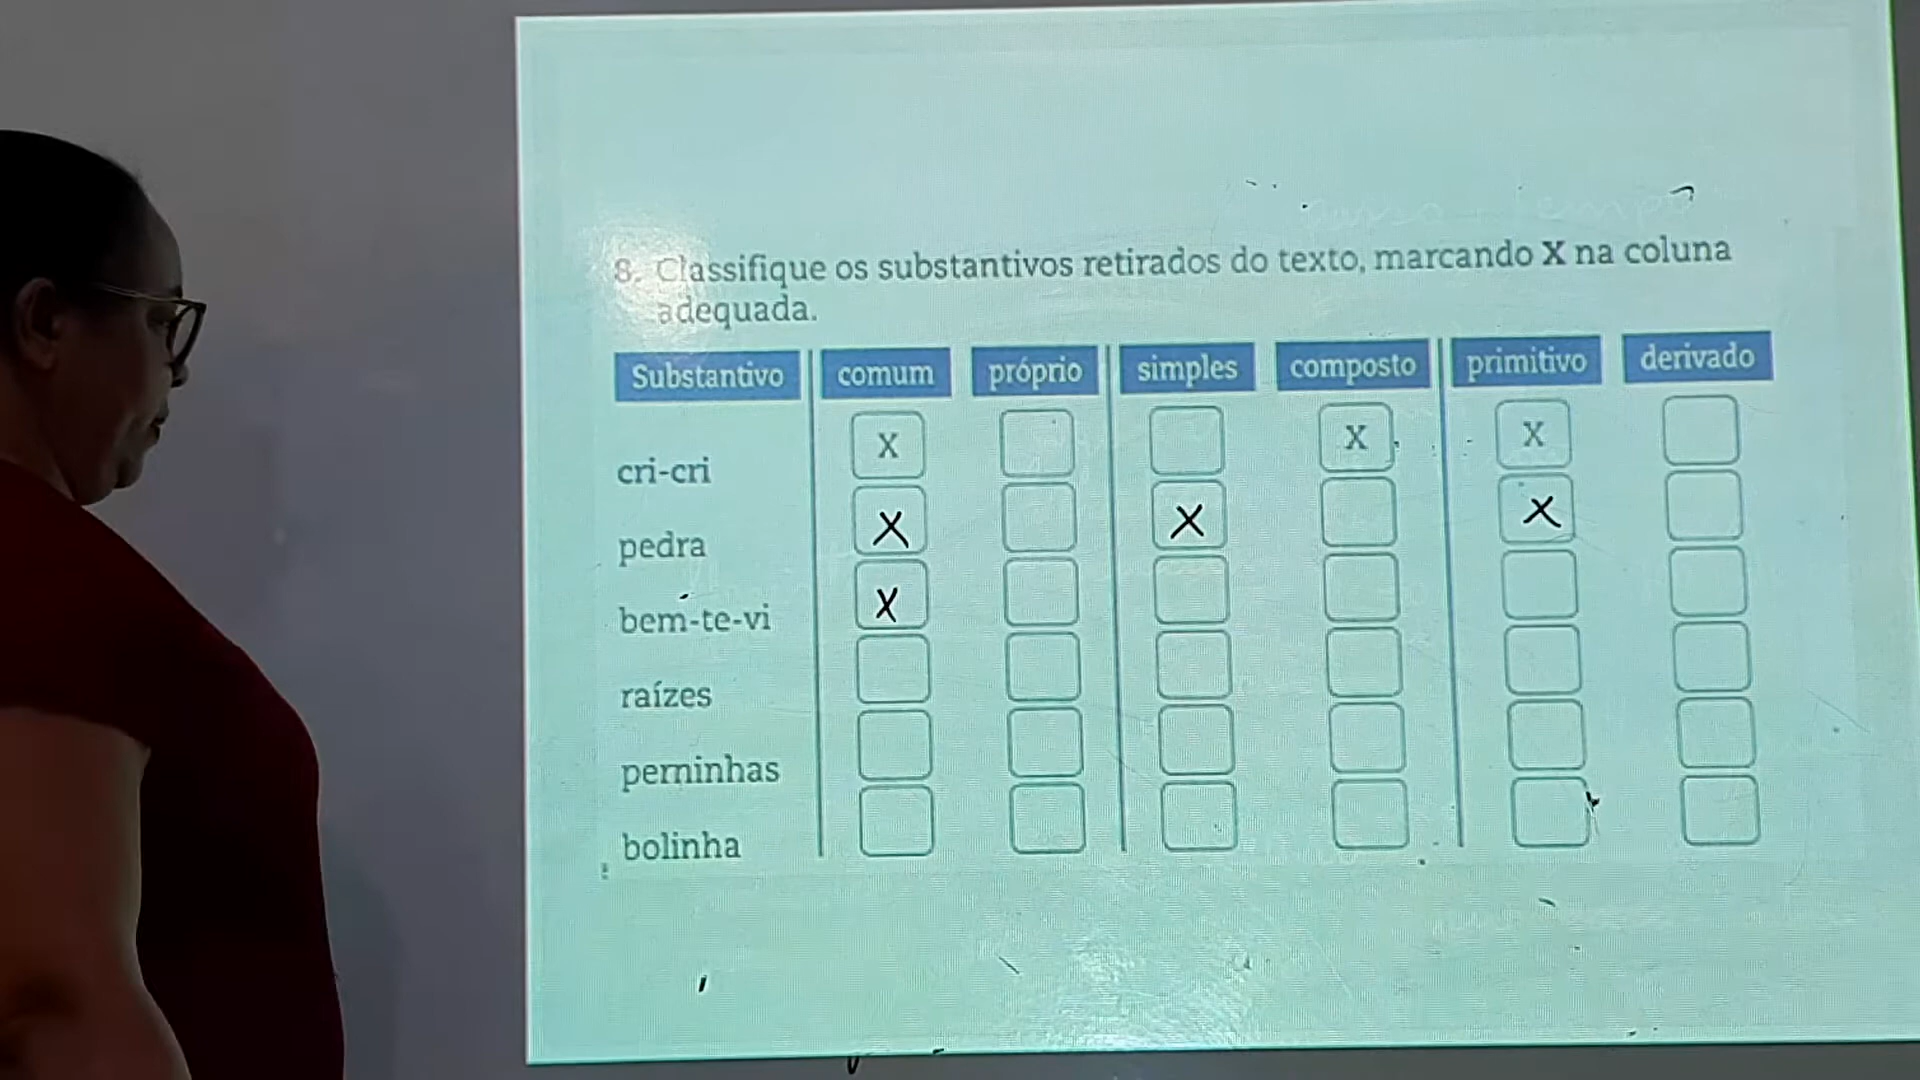 8. Classifique os substantivos retirados do texto, marcando X na coluna
adequada.
Substantivo comum próprio simples composto primitivo derivado
cri-cri X X X
pedra X X X
bem-te-vi X
raízes
perninhas
bolinha